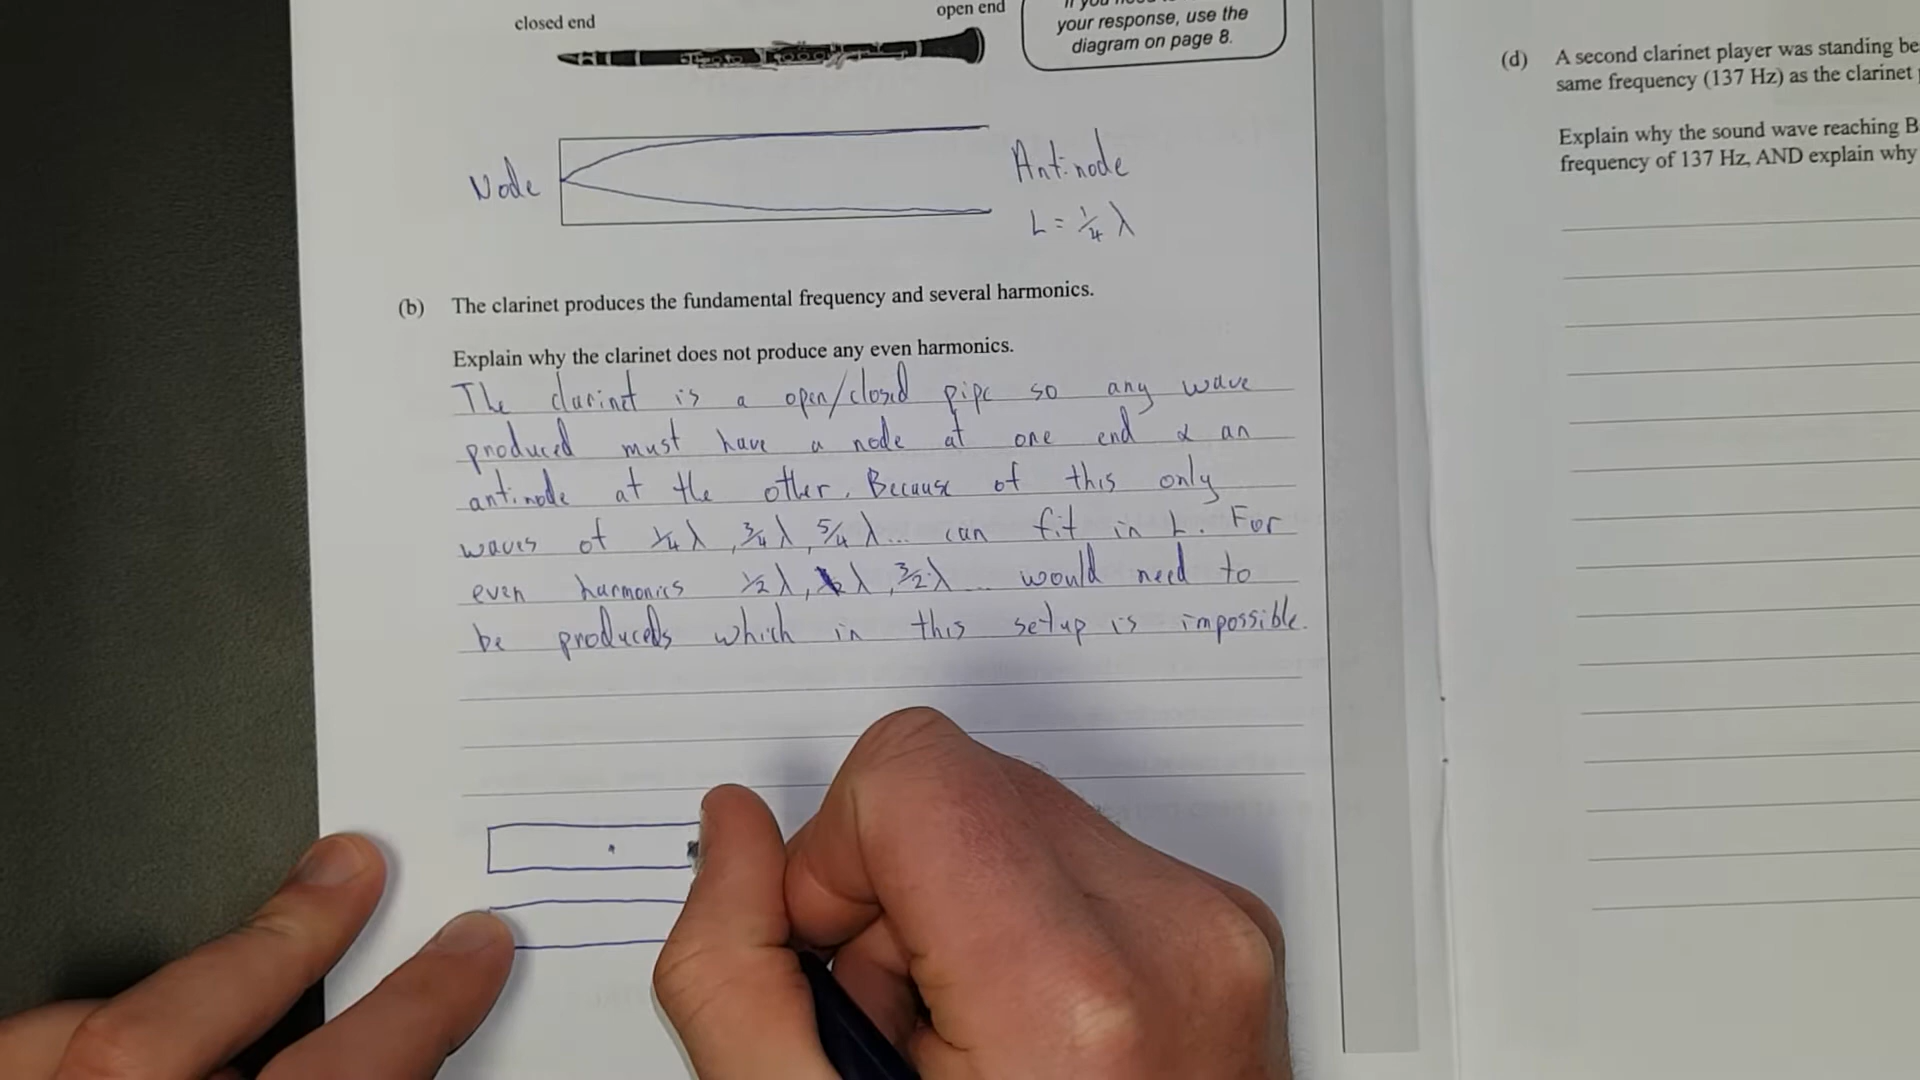 closed end
open end
your response, use the
diagram on page 8.
Node
Antinode
L = 1/4 λ
(b) The clarinet produces the fundamental frequency and several harmonics.
Explain why the clarinet does not produce any even harmonics.
The clarinet is a open/closed pipe so any wave
produced must have a node at one end & an
antinode at the other. Because of this only
waves of 1/4 λ, 3/4 λ, 5/4 λ... can fit in L. For
even harmonics 1/2 λ, λ, 3/2 λ... would need to
be produceds which in this setup is impossible.
(d) A second clarinet player was standing be
same frequency (137 Hz) as the clarinet
Explain why the sound wave reaching B
frequency of 137 Hz, AND explain why